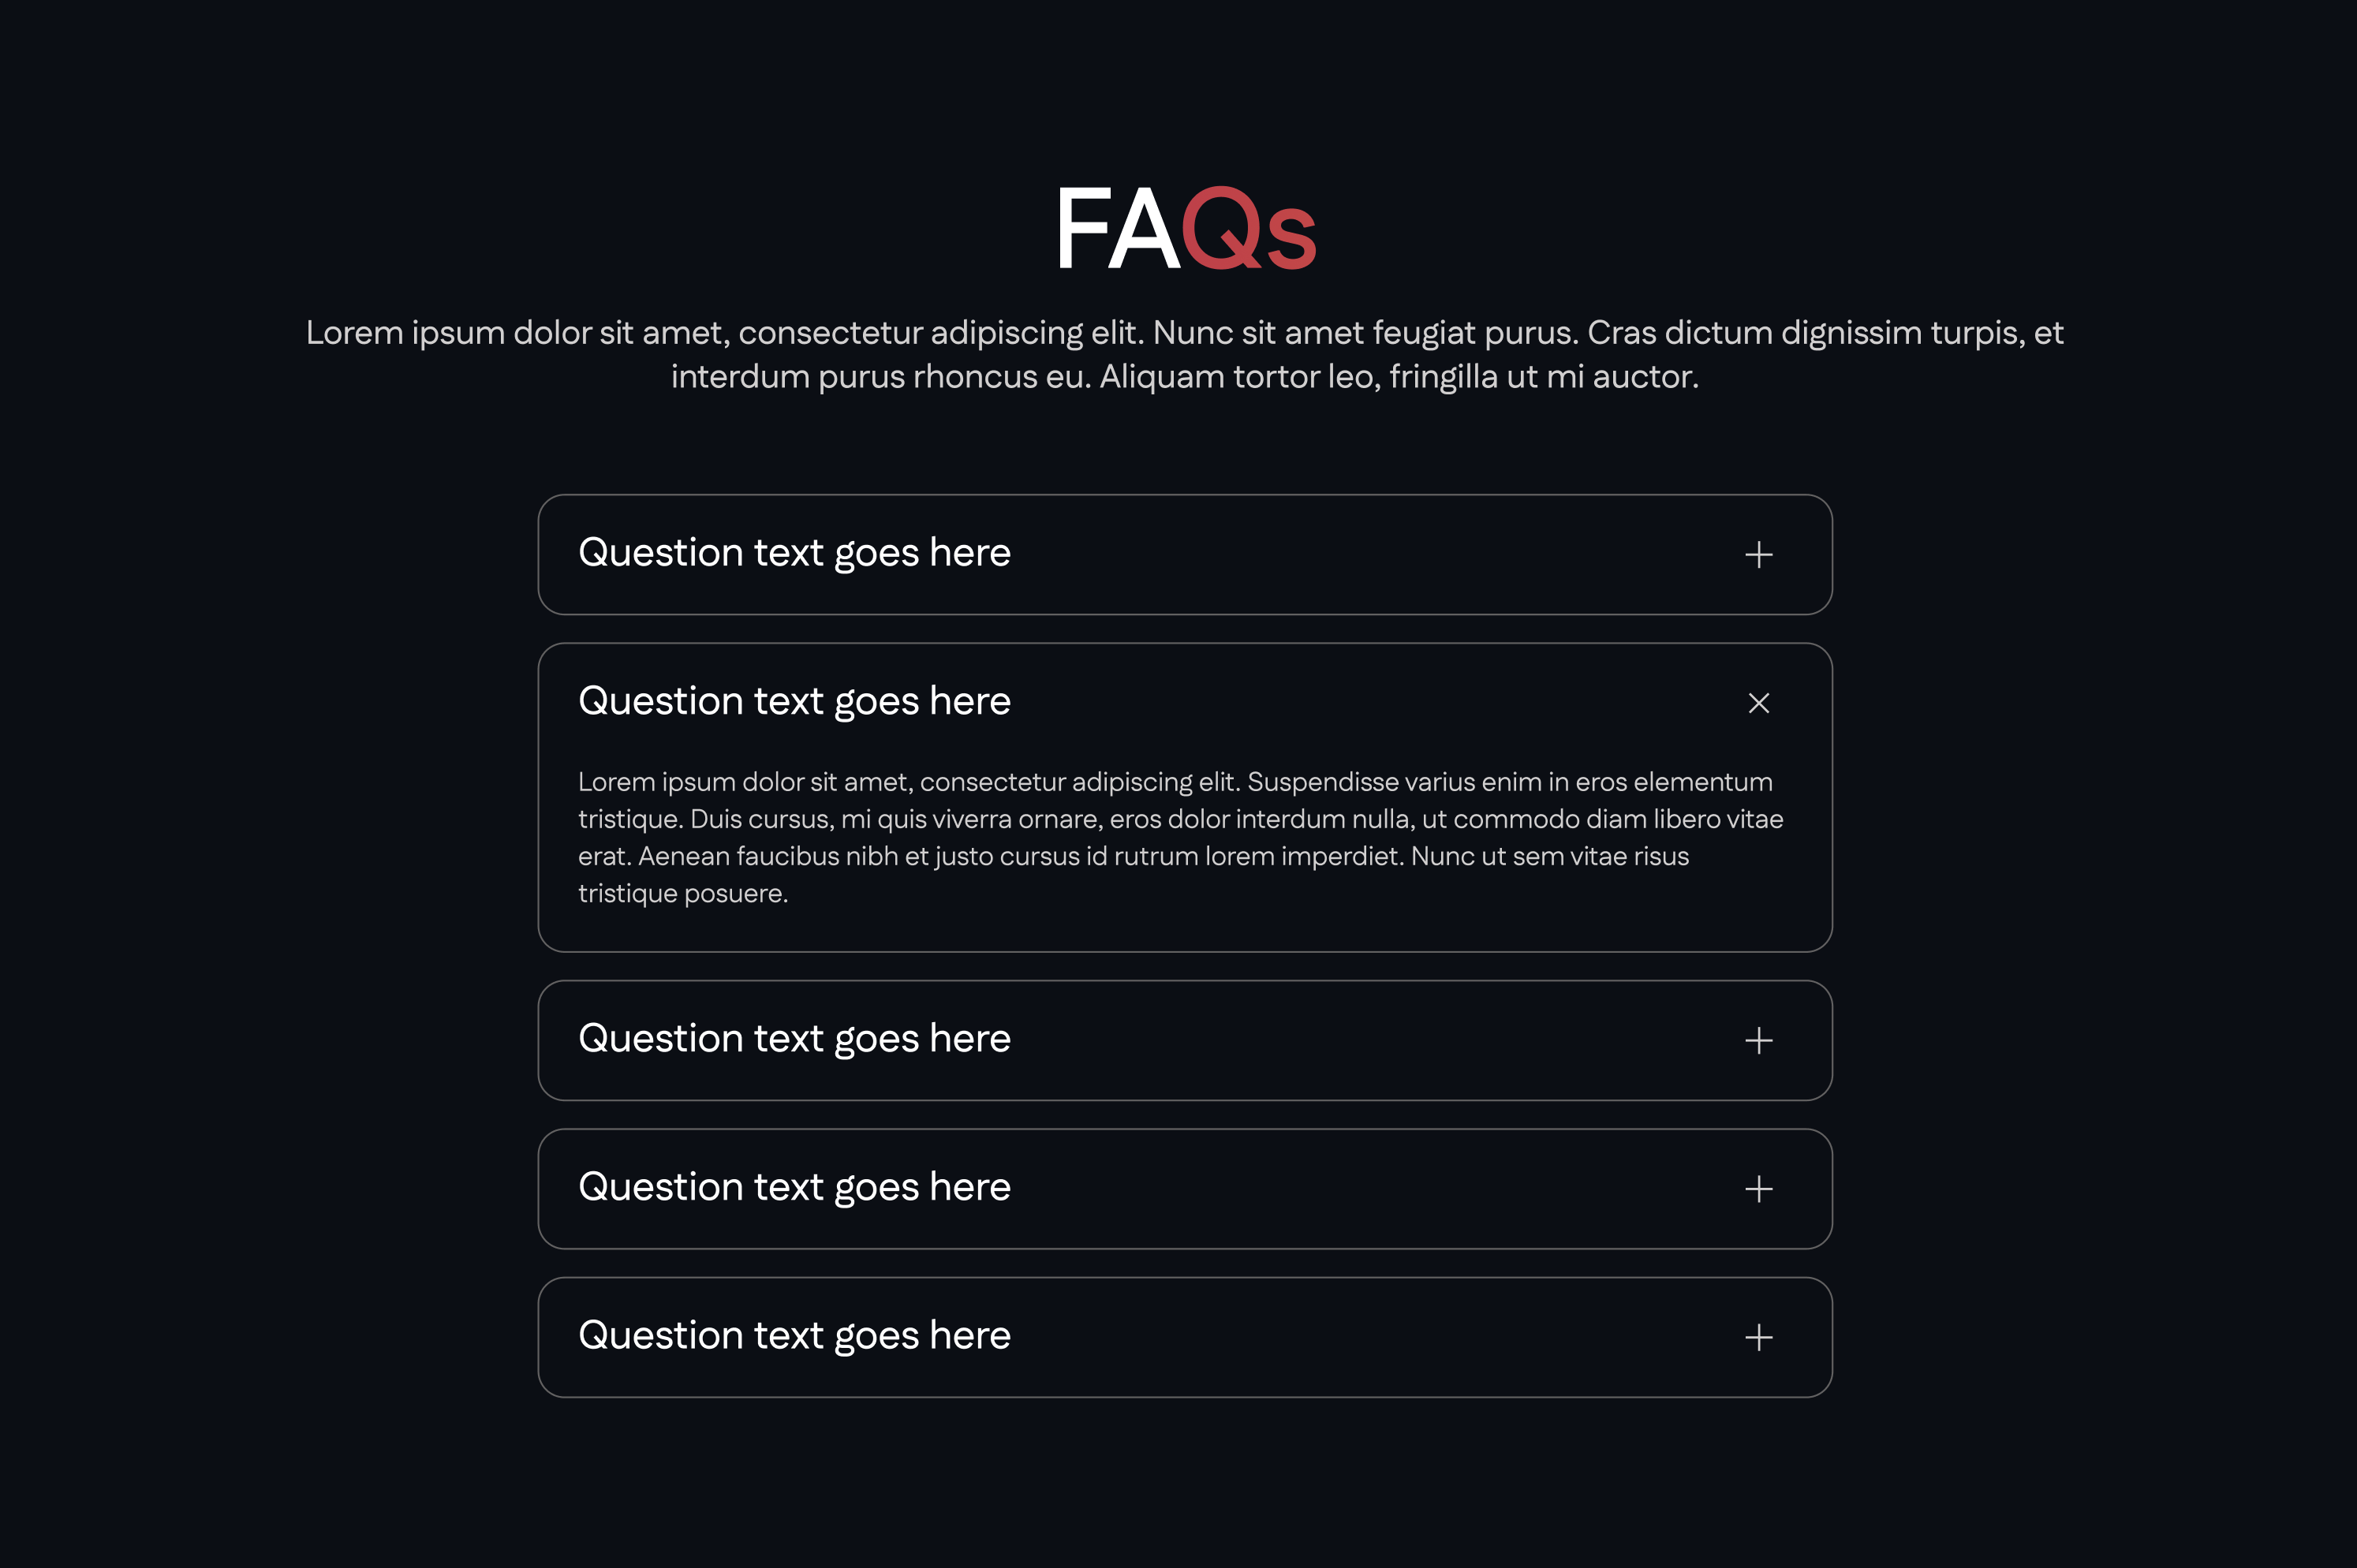 FAQs
Lorem ipsum dolor sit amet, consectetur adipiscing elit. Nunc sit amet feugiat purus. Cras dictum dignissim turpis, et
interdum purus rhoncus eu. Aliquam tortor leo, fringilla ut mi auctor.
Question text goes here
Question text goes here
Lorem ipsum dolor sit amet, consectetur adipiscing elit. Suspendisse varius enim in eros elementum
tristique. Duis cursus, mi quis viverra ornare, eros dolor interdum nulla, ut commodo diam libero vitae
erat. Aenean faucibus nibh et justo cursus id rutrum lorem imperdiet. Nunc ut sem vitae risus
tristique posuere.
Question text goes here
Question text goes here
Question text goes here